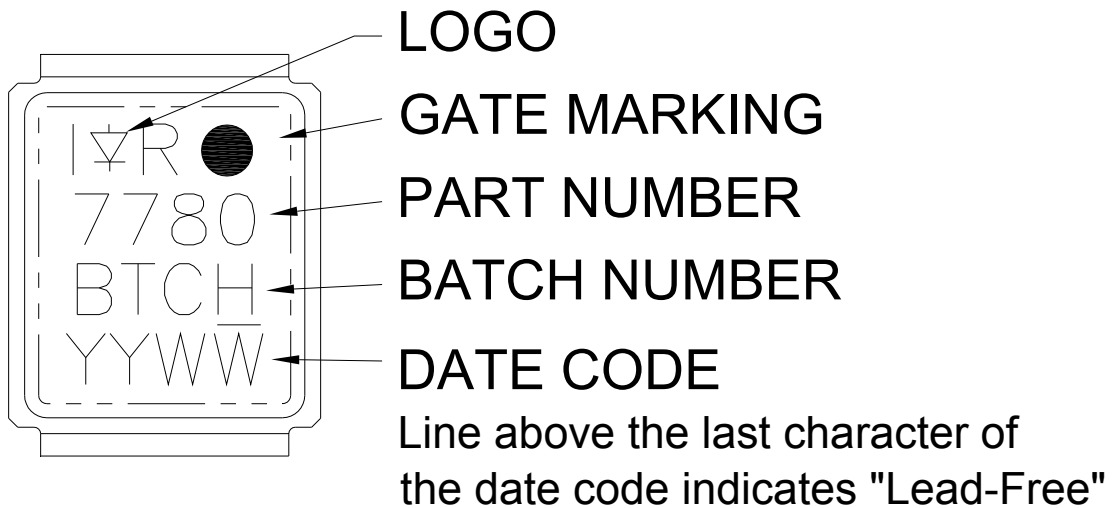 LOGO
GATE MARKING
PART NUMBER
BATCH NUMBER
DATE CODE
Line above the last character of
the date code indicates "Lead-Free"
I R
7780
BTCH
YYWW̅